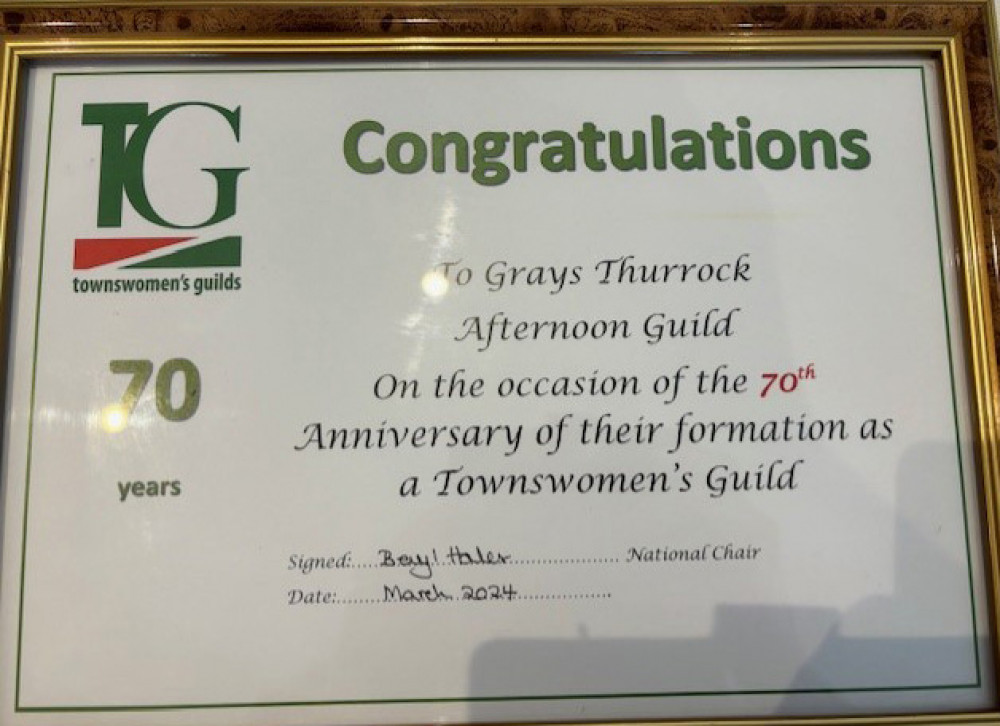 TG
townswomen's guilds
Congratulations
To Grays Thurrock
Afternoon Guild
On the occasion of the 70th
Anniversary of their formation as
a Townswomen's Guild
70
years
Signed:..... Beryl ........................ National Chair
Date:........ March 2024 ..................